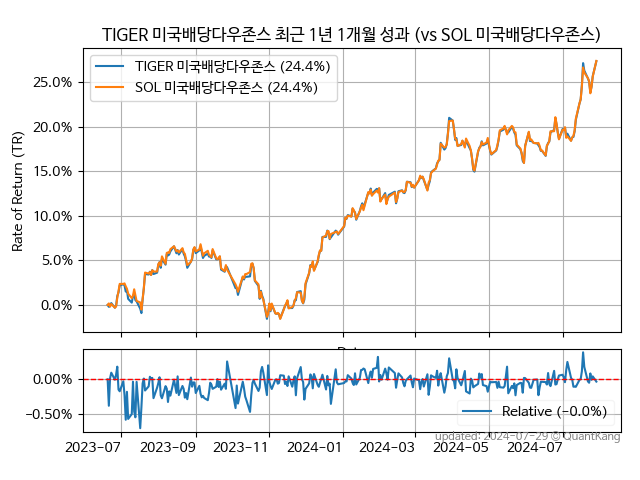 TIGER 미국배당다우존스 최근 1년 1개월 성과 (vs SOL 미국배당다우존스)
TIGER 미국배당다우존스 (24.4%)
SOL 미국배당다우존스 (24.4%)
Rate of Return (TR)
25.0%
20.0%
15.0%
10.0%
5.0%
0.0%
0.00%
−0.50%
Relative (−0.0%)
2023-07
2023-09
2023-11
2024-01
2024-03
2024-05
2024-07
updated: 2024-07-29 © QuantKang